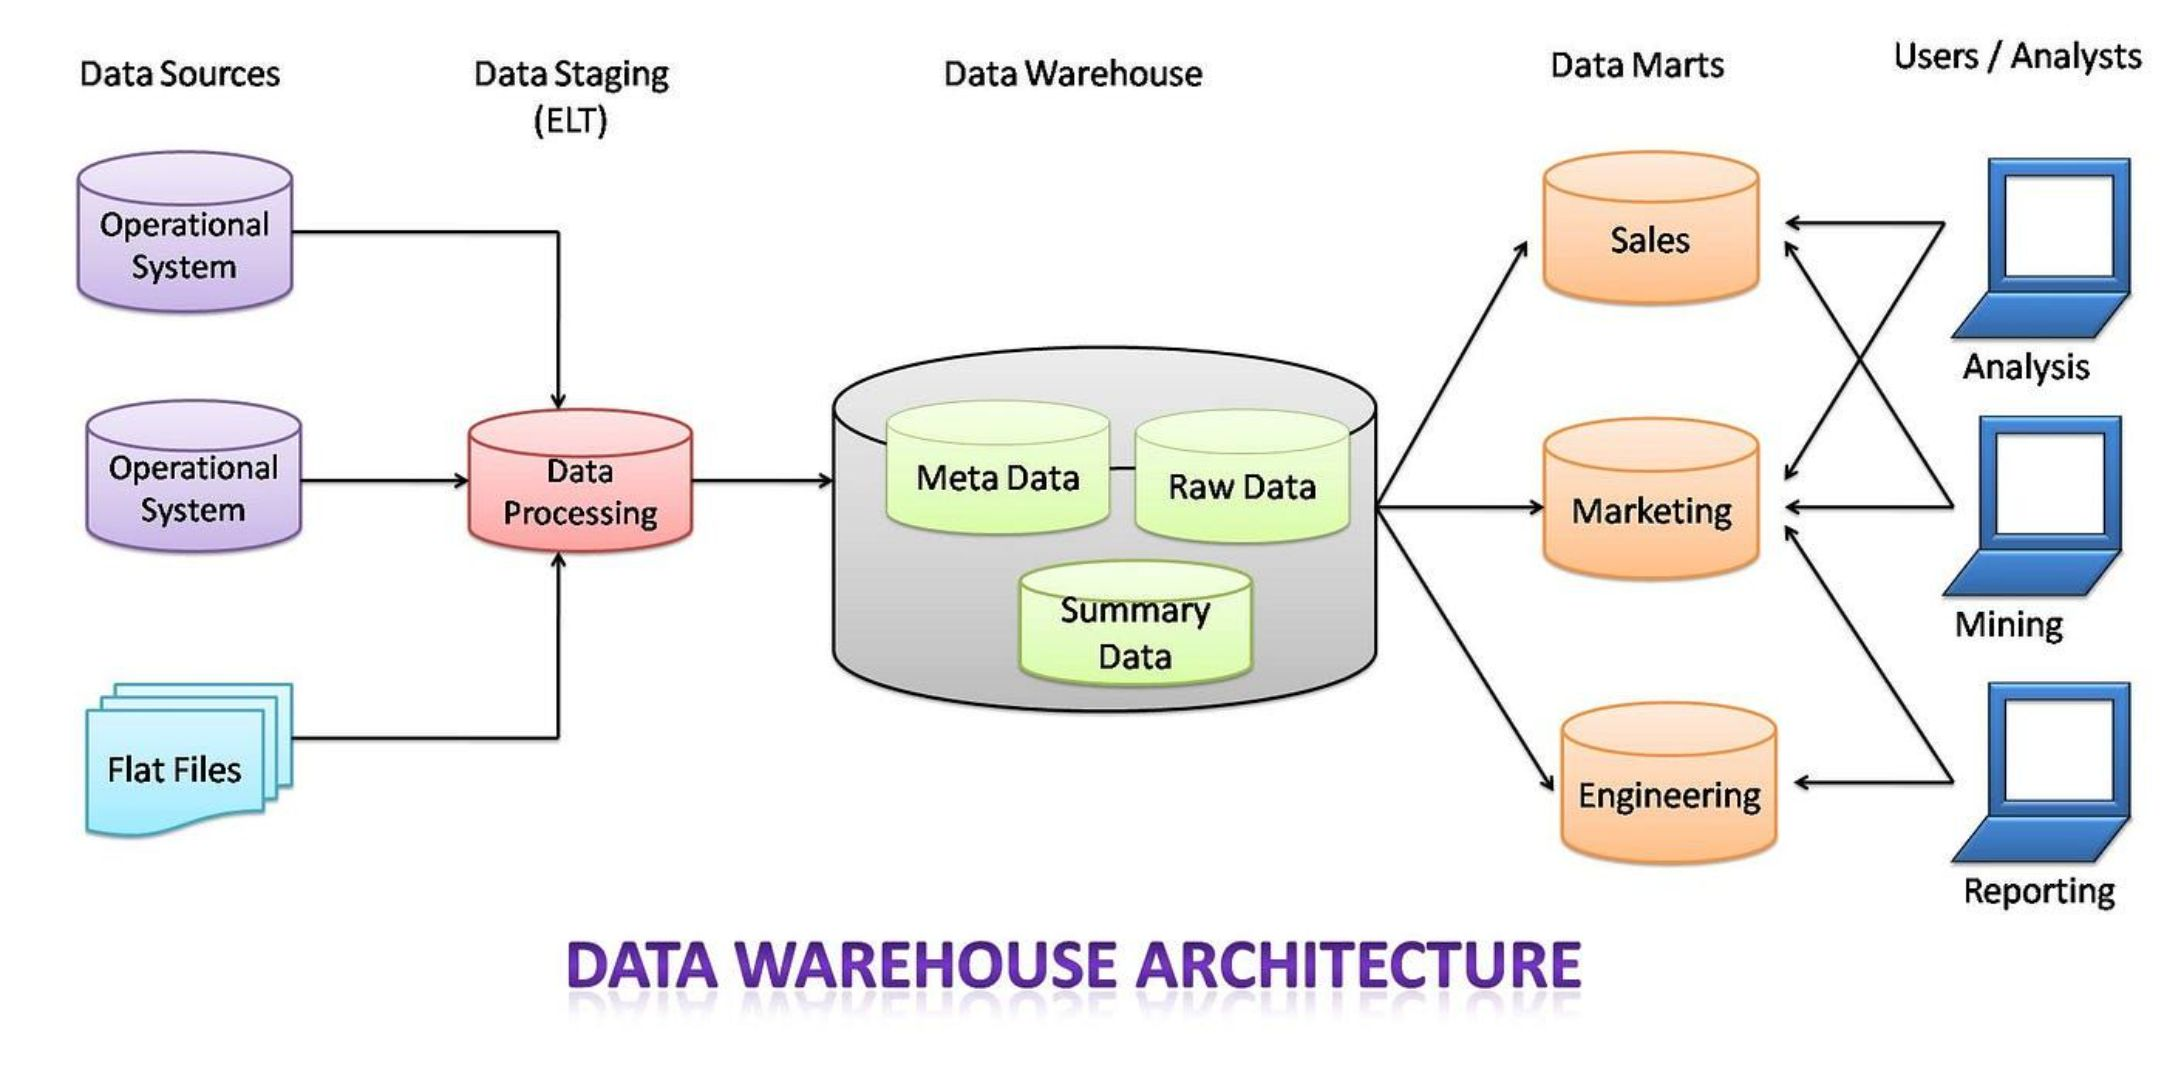 Data Sources
Data Staging
(ELT)
Data Warehouse
Data Marts
Users / Analysts
Operational
System
Operational
System
Flat Files
Data
Processing
Meta Data
Raw Data
Summary
Data
Sales
Marketing
Engineering
Analysis
Mining
Reporting
DATA WAREHOUSE ARCHITECTURE